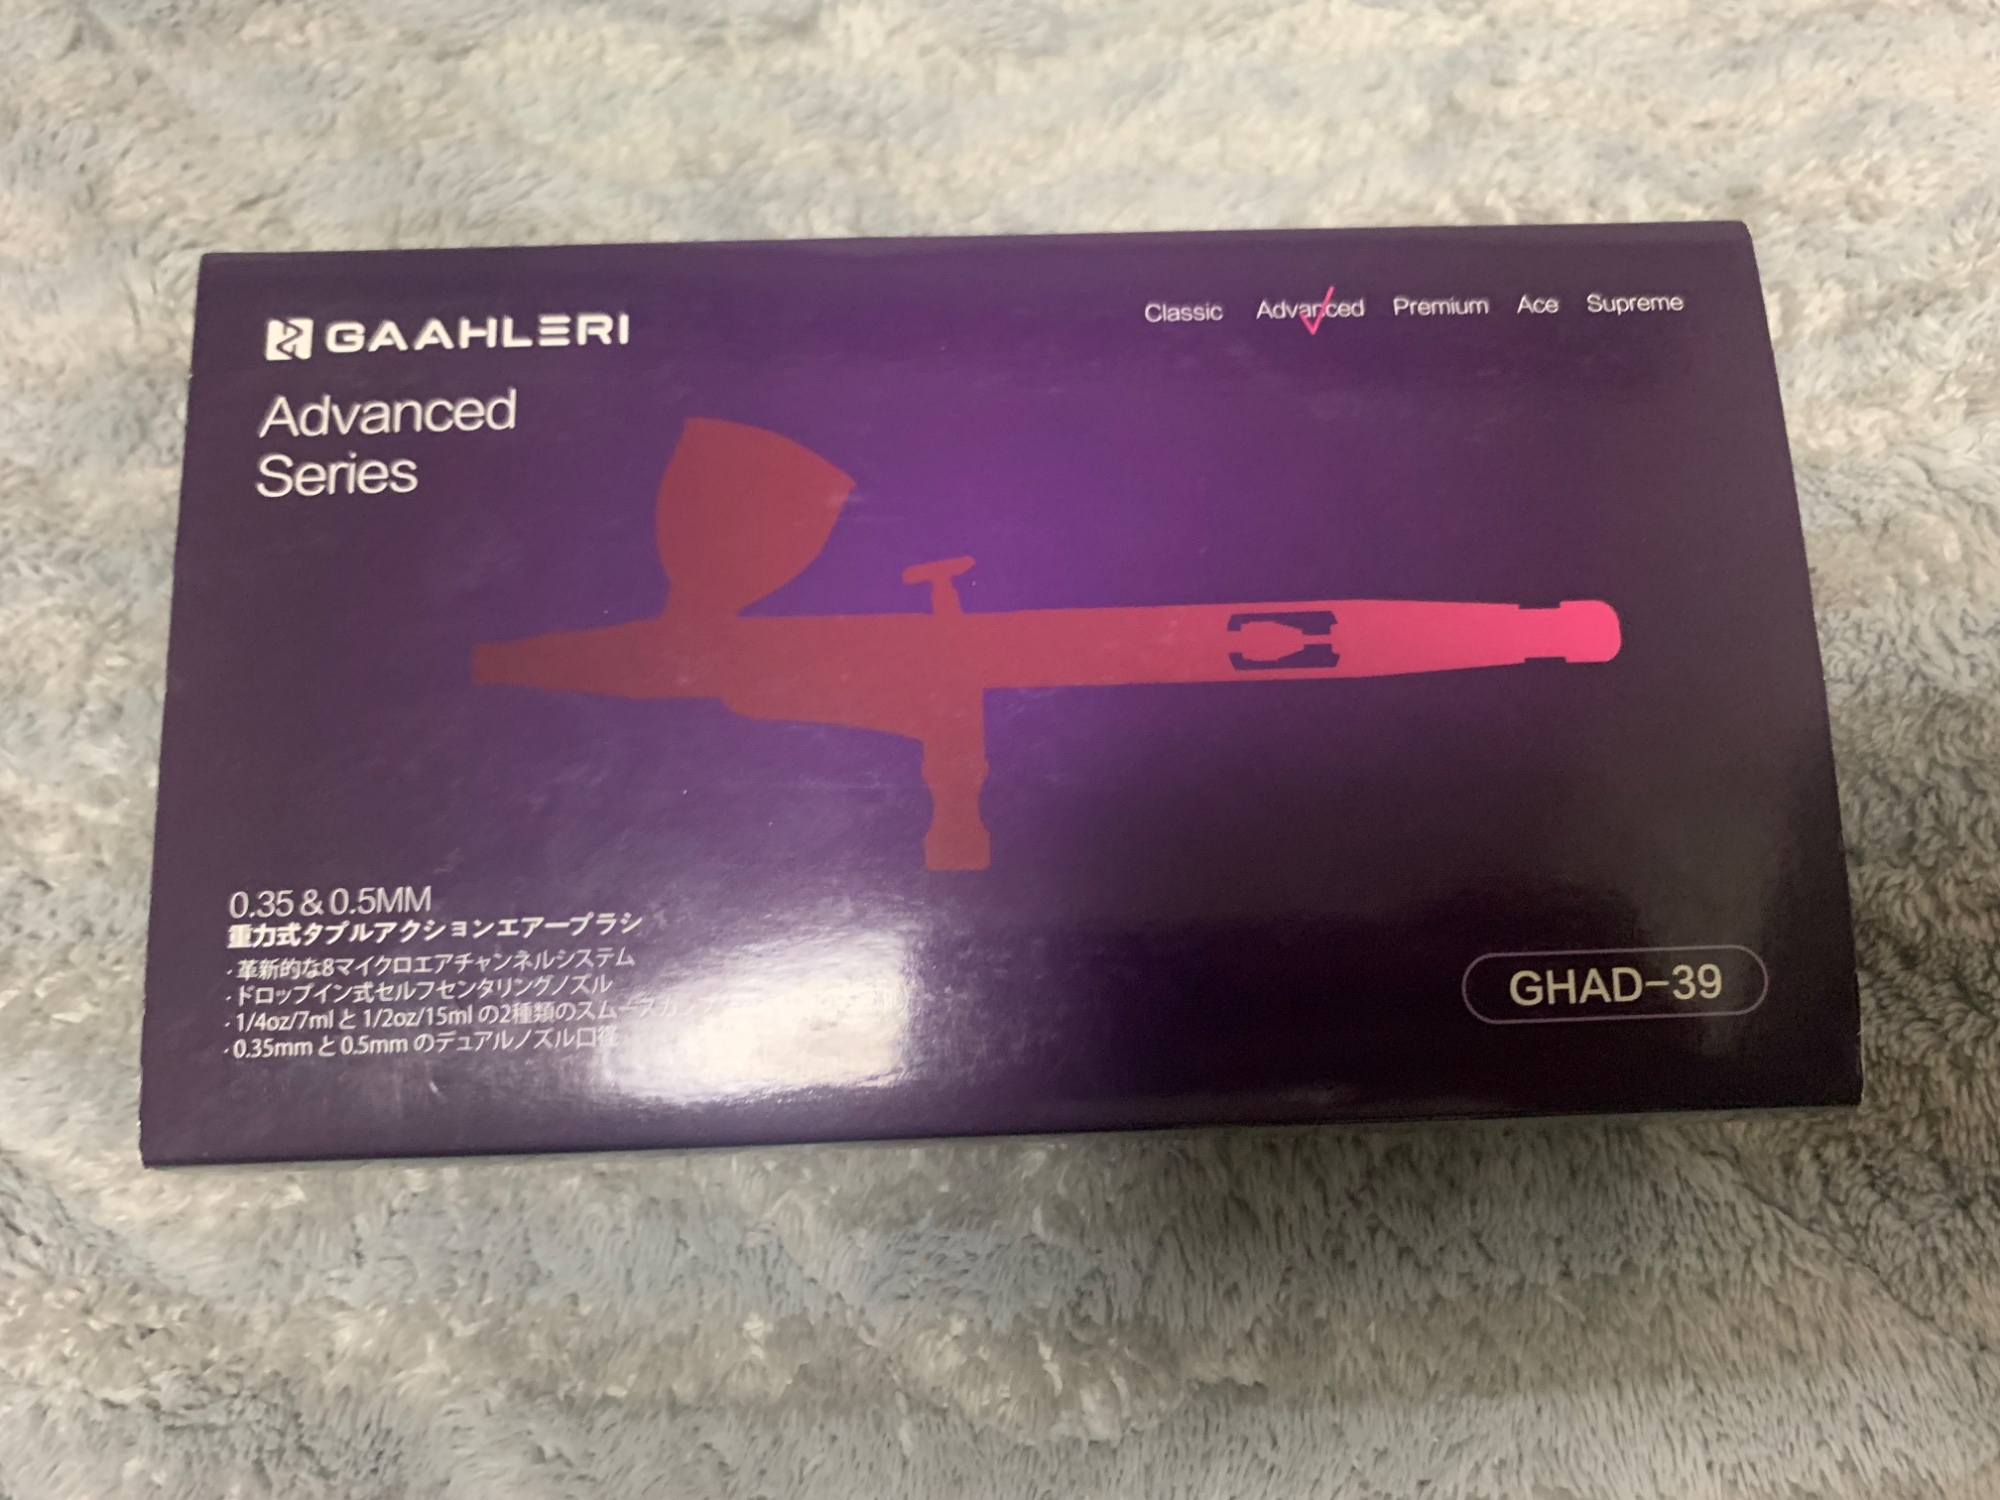 GAAHLERI
Classic Advanced Premium Ace Supreme
Advanced
Series
0.35 & 0.5MM
重力式タブルアクションエアーブラシ
・革新的な8マイクロエアチャンネルシステム
・ドロップイン式セルフセンタリングノズル
・1/4oz/7ml と 1/2oz/15ml の2種類のスムースカップ
・0.35mm と 0.5mm のデュアルノズル口径
GHAD-39